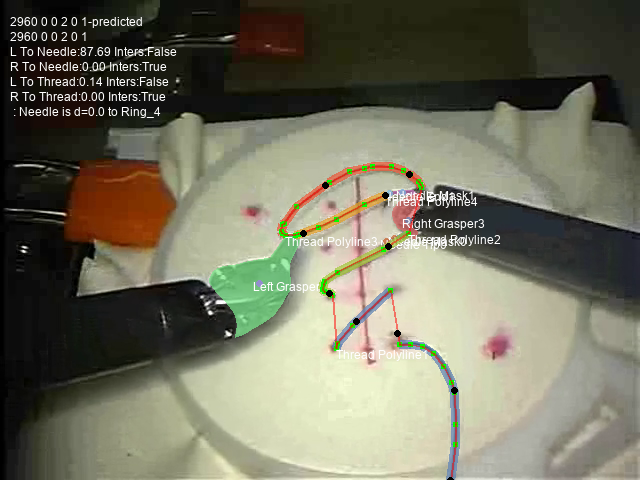 2960 0 0 2 0 1-predicted
2960 0 0 2 0 1
L To Needle:87.69 Inters:False
R To Needle:0.00 Inters:True
L To Thread:0.14 Inters:False
R To Thread:0.00 Inters:True
: Needle is d=0.0 to Ring_4
Thread Polyline4
Right Grasper3
Thread Polyline3
Thread Polyline2
Left Grasper
Thread Polyline1